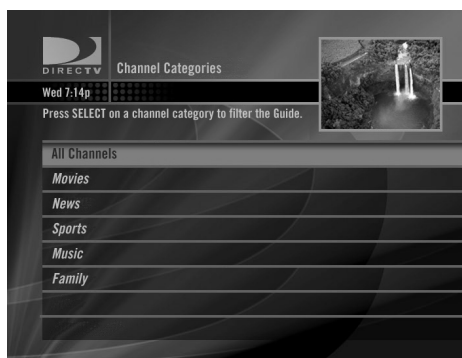 DIRECTV
Channel Categories
Wed 7:14p
Press SELECT on a channel category to filter the Guide.
All Channels
Movies
News
Sports
Music
Family